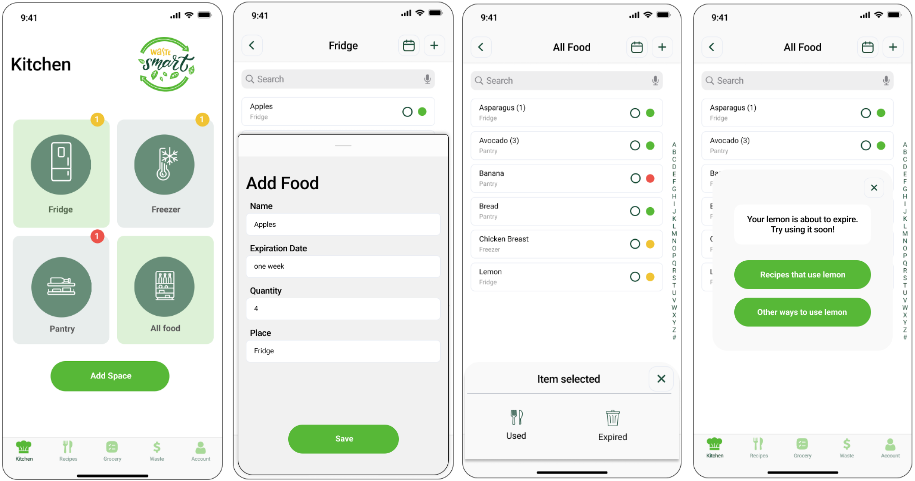 9:41
Kitchen
WASTE
smart
1
1
Fridge
Freezer
1
Pantry
All food
Add Space
Kitchen
Recipes
Grocery
Waste
Account
9:41
Fridge
Search
Apples
Fridge
Add Food
Name
Apples
Expiration Date
one week
Quantity
4
Place
Fridge
Save
9:41
All Food
Search
Asparagus (1)
Fridge
Avocado (3)
Pantry
Banana
Pantry
Bread
Pantry
Chicken Breast
Freezer
Lemon
Fridge
A
B
C
D
E
F
G
H
I
J
K
L
M
N
O
P
Q
R
S
T
U
V
W
X
Y
Z
#
Item selected
Used
Expired
9:41
All Food
Search
Asparagus (1)
Fridge
Avocado (3)
Pantry
Your lemon is about to expire.
Try using it soon!
Recipes that use lemon
Other ways to use lemon
A
B
C
D
E
F
G
H
I
J
K
L
M
N
O
P
Q
R
S
T
U
V
W
X
Y
Z
#
Kitchen
Recipes
Grocery
Waste
Account